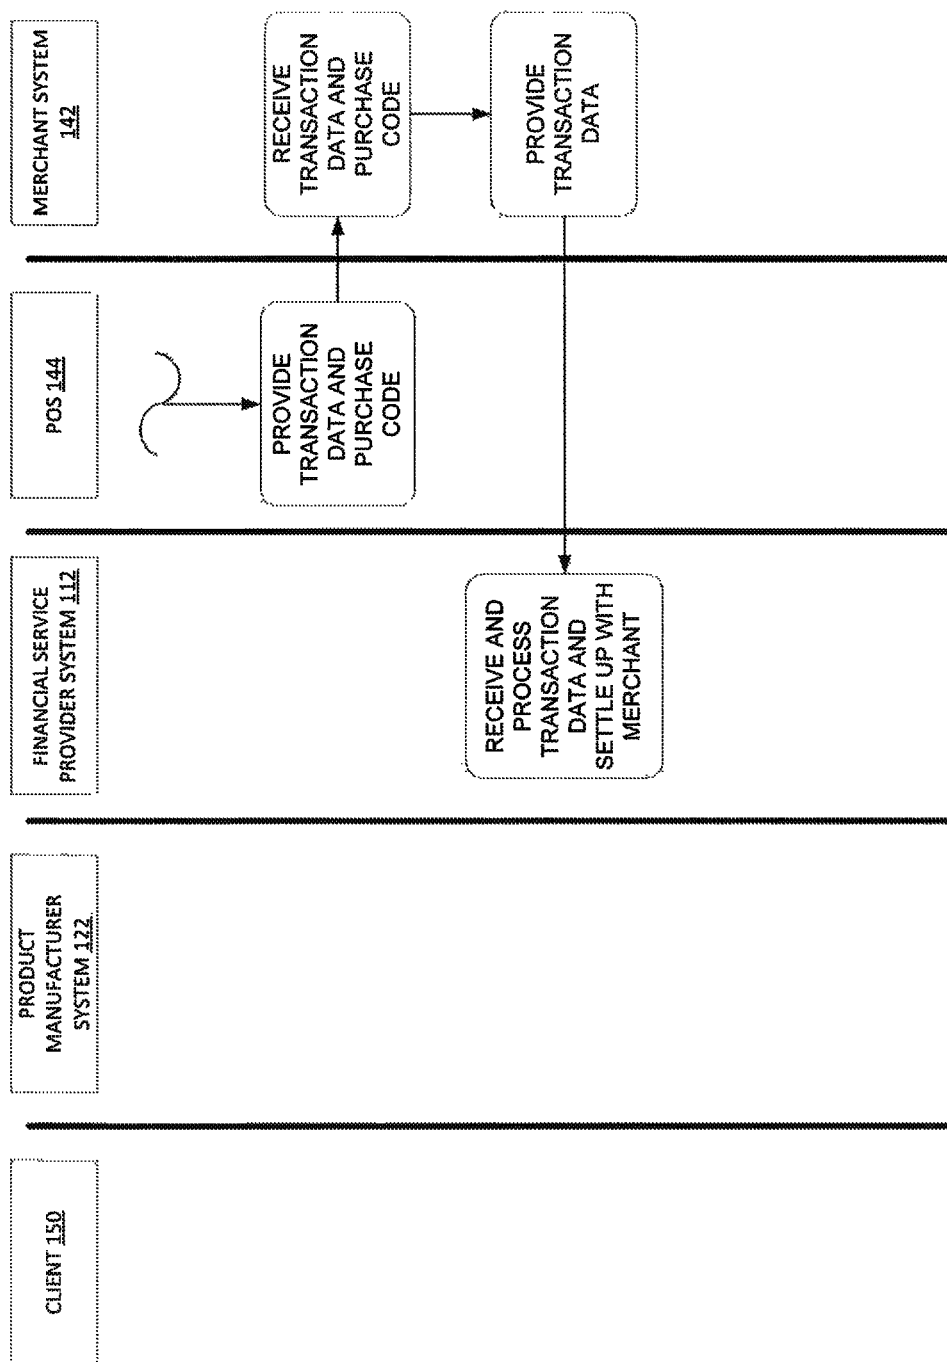 CLIENT 150
PRODUCT
MANUFACTURER
SYSTEM 122
FINANCIAL SERVICE
PROVIDER SYSTEM 112
POS 144
MERCHANT SYSTEM
142
PROVIDE
TRANSACTION
DATA AND
PURCHASE
CODE
RECEIVE
TRANSACTION
DATA AND
PURCHASE
CODE
RECEIVE AND
PROCESS
TRANSACTION
DATA AND
SETTLE UP WITH
MERCHANT
PROVIDE
TRANSACTION
DATA